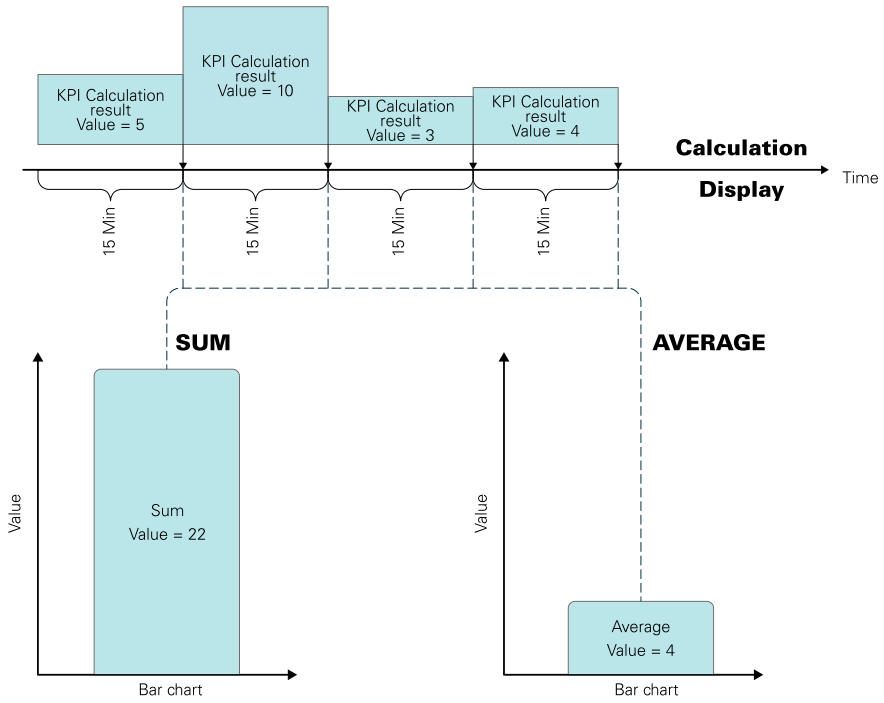 KPI Calculation
result
Value = 5
KPI Calculation
result
Value = 10
KPI Calculation
result
Value = 3
KPI Calculation
result
Value = 4
Calculation
Display
Time
15 Min
15 Min
15 Min
15 Min
SUM
Value
Sum
Value = 22
Bar chart
AVERAGE
Value
Average
Value = 4
Bar chart